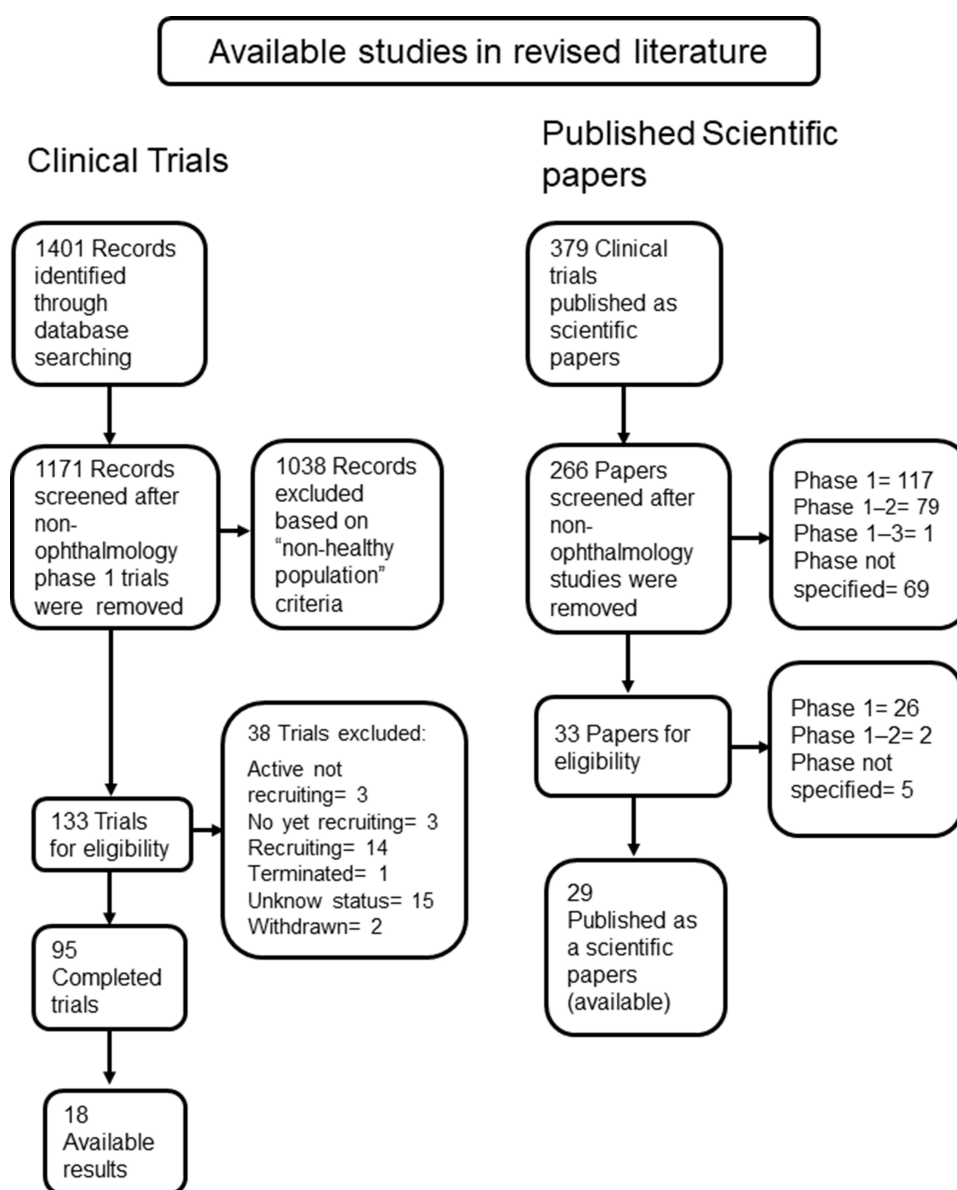 Available studies in revised literature
Clinical Trials
1401 Records
identified
through
database
searching
1171 Records
screened after
non-
ophthalmology
phase 1 trials
were removed
1038 Records
excluded
based on
“non-healthy
population”
criteria
133 Trials
for eligibility
38 Trials excluded:
Active not
recruiting= 3
No yet recruiting= 3
Recruiting= 14
Terminated= 1
Unknow status= 15
Withdrawn= 2
95
Completed
trials
18
Available
results
Published Scientific
papers
379 Clinical
trials
published as
scientific
papers
266 Papers
screened after
non-
ophthalmology
studies were
removed
Phase 1= 117
Phase 1–2= 79
Phase 1–3= 1
Phase not
specified= 69
33 Papers for
eligibility
Phase 1= 26
Phase 1–2= 2
Phase not
specified= 5
29
Published as
a scientific
papers
(available)